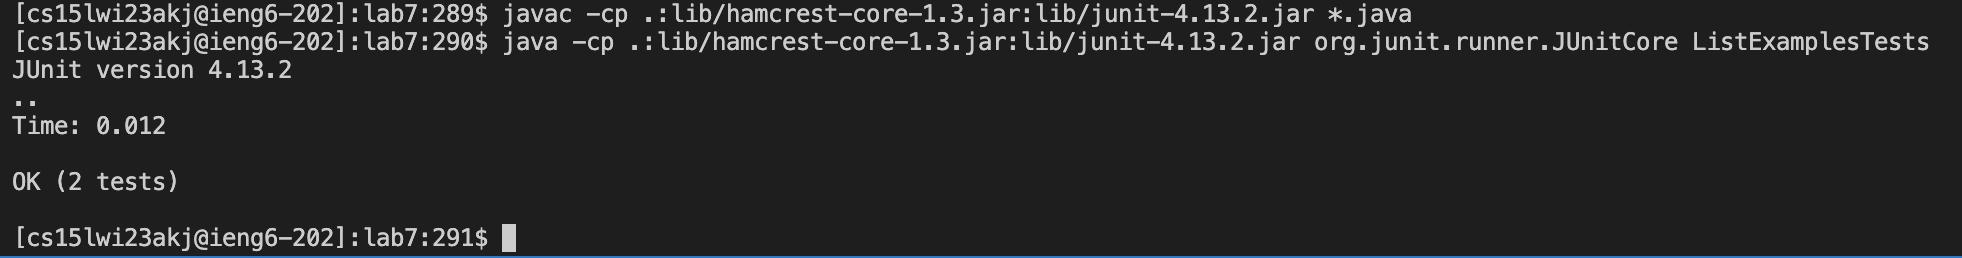 [cs15lwi23akj@ieng6-202]:lab7:289$ javac -cp .:lib/hamcrest-core-1.3.jar:lib/junit-4.13.2.jar *.java
[cs15lwi23akj@ieng6-202]:lab7:290$ java -cp .:lib/hamcrest-core-1.3.jar:lib/junit-4.13.2.jar org.junit.runner.JUnitCore ListExamplesTests
JUnit version 4.13.2
..
Time: 0.012
OK (2 tests)
[cs15lwi23akj@ieng6-202]:lab7:291$